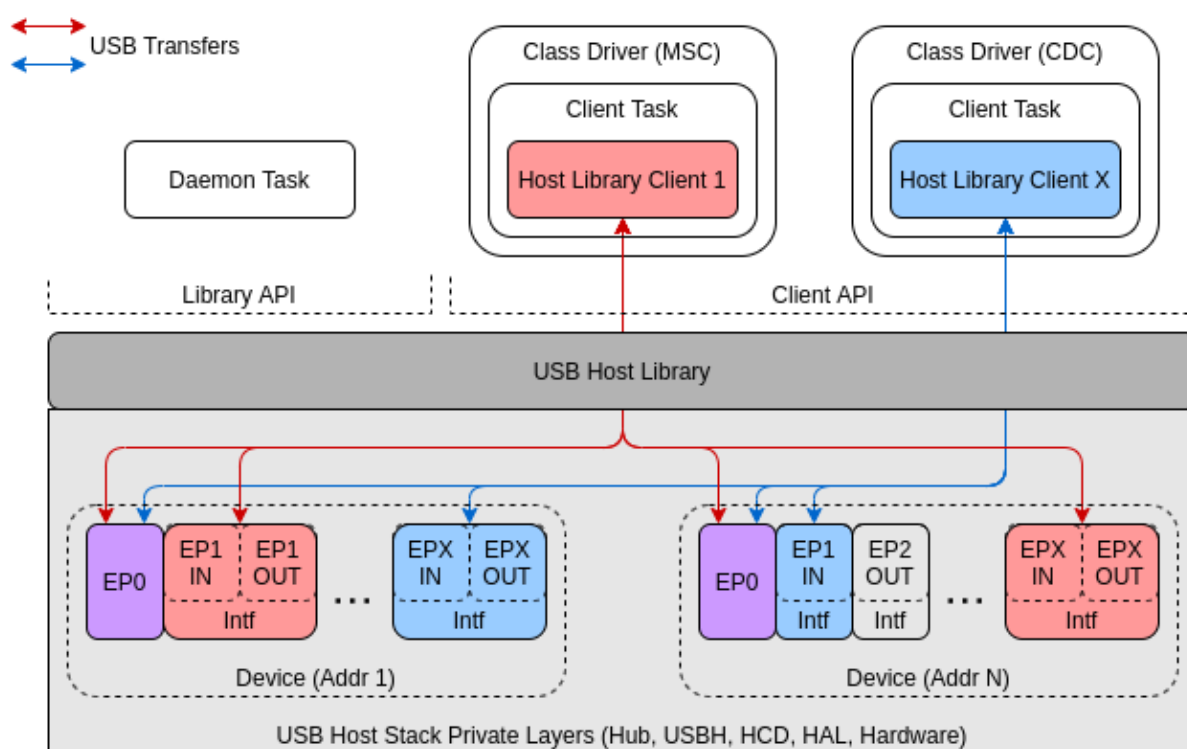 USB Transfers
Class Driver (MSC)
Client Task
Host Library Client 1
Class Driver (CDC)
Client Task
Host Library Client X
Daemon Task
Library API
Client API
USB Host Library
EP0
EP1
IN
EP1
OUT
Intf
...
EPX
IN
EPX
OUT
Intf
Device (Addr 1)
EP0
EP1
IN
Intf
EP2
OUT
Intf
...
EPX
IN
EPX
OUT
Intf
Device (Addr N)
USB Host Stack Private Layers (Hub, USBH, HCD, HAL, Hardware)